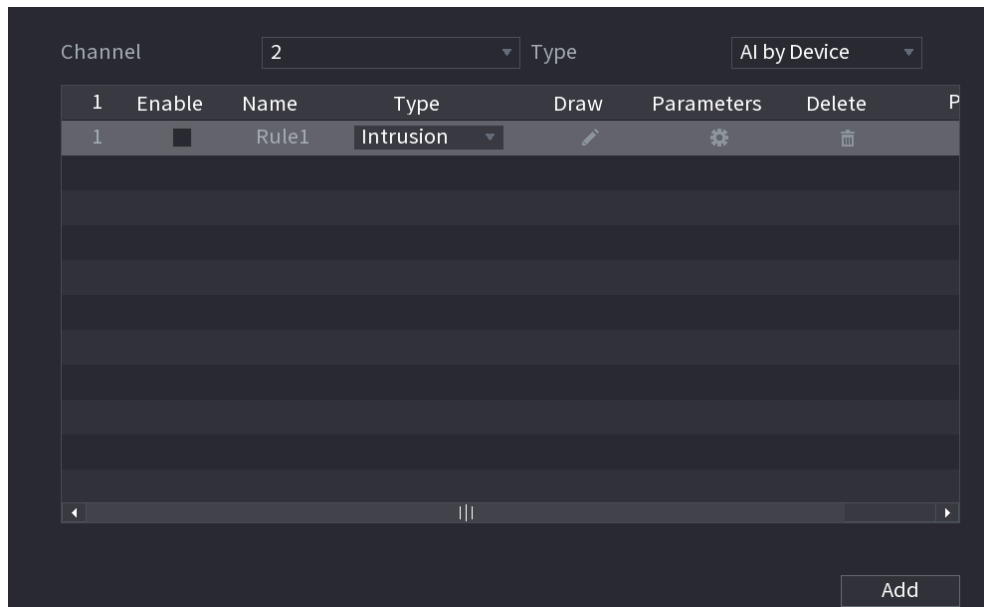 Channel 2 Type AI by Device
1 Enable Name Type Draw Parameters Delete P
1 Rule1 Intrusion
Add